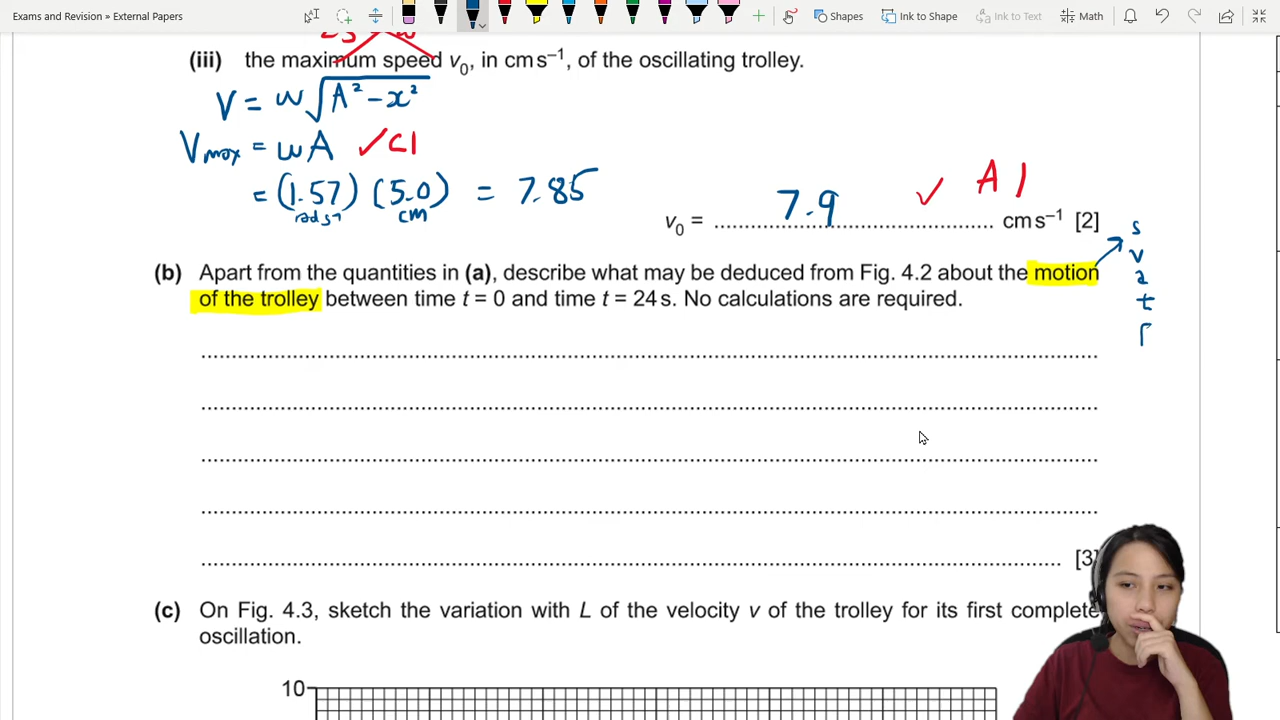 Exams and Revision » External Papers
Shapes
Ink to Shape
Ink to Text
Math
(iii) the maximum speed v₀, in cm s⁻¹, of the oscillating trolley.
V = w√A² − x²
Vmax = wA ✓ C1
= (1.57) (5.0) = 7.85
cm
7.9 ✓ A1
v₀ = .......................................... cm s⁻¹ [2]
s
v
a
t
(b) Apart from the quantities in (a), describe what may be deduced from Fig. 4.2 about the motion
of the trolley between time t = 0 and time t = 24 s. No calculations are required.
[3]
(c) On Fig. 4.3, sketch the variation with L of the velocity v of the trolley for its first complete
oscillation.
10